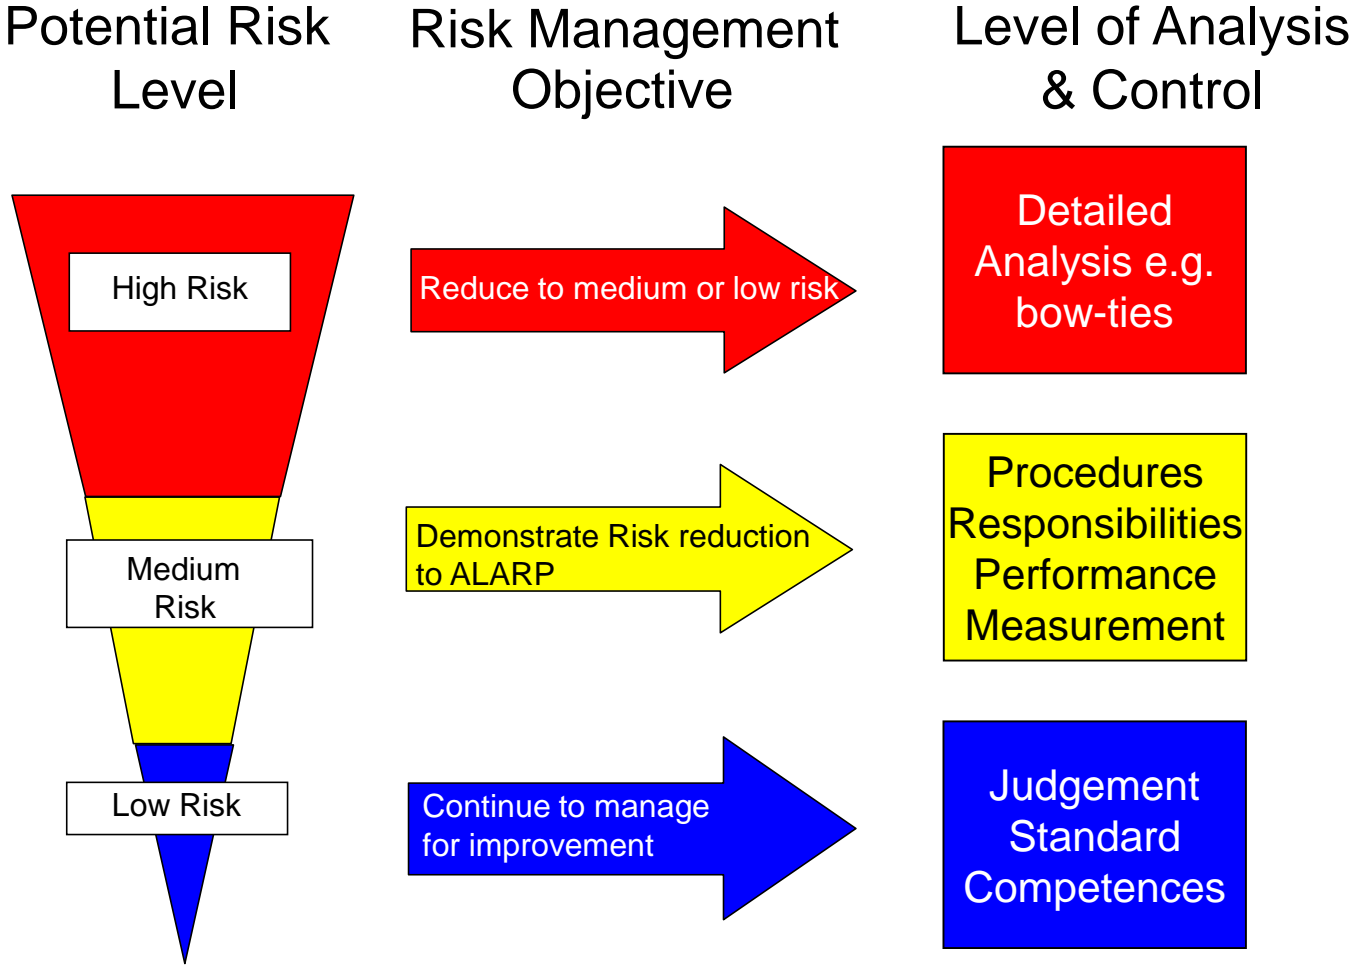 Potential Risk
Level
Risk Management
Objective
Level of Analysis
& Control
High Risk
Reduce to medium or low risk
Detailed
Analysis e.g.
bow-ties
Medium
Risk
Demonstrate Risk reduction
to ALARP
Procedures
Responsibilities
Performance
Measurement
Low Risk
Continue to manage
for improvement
Judgement
Standard
Competences